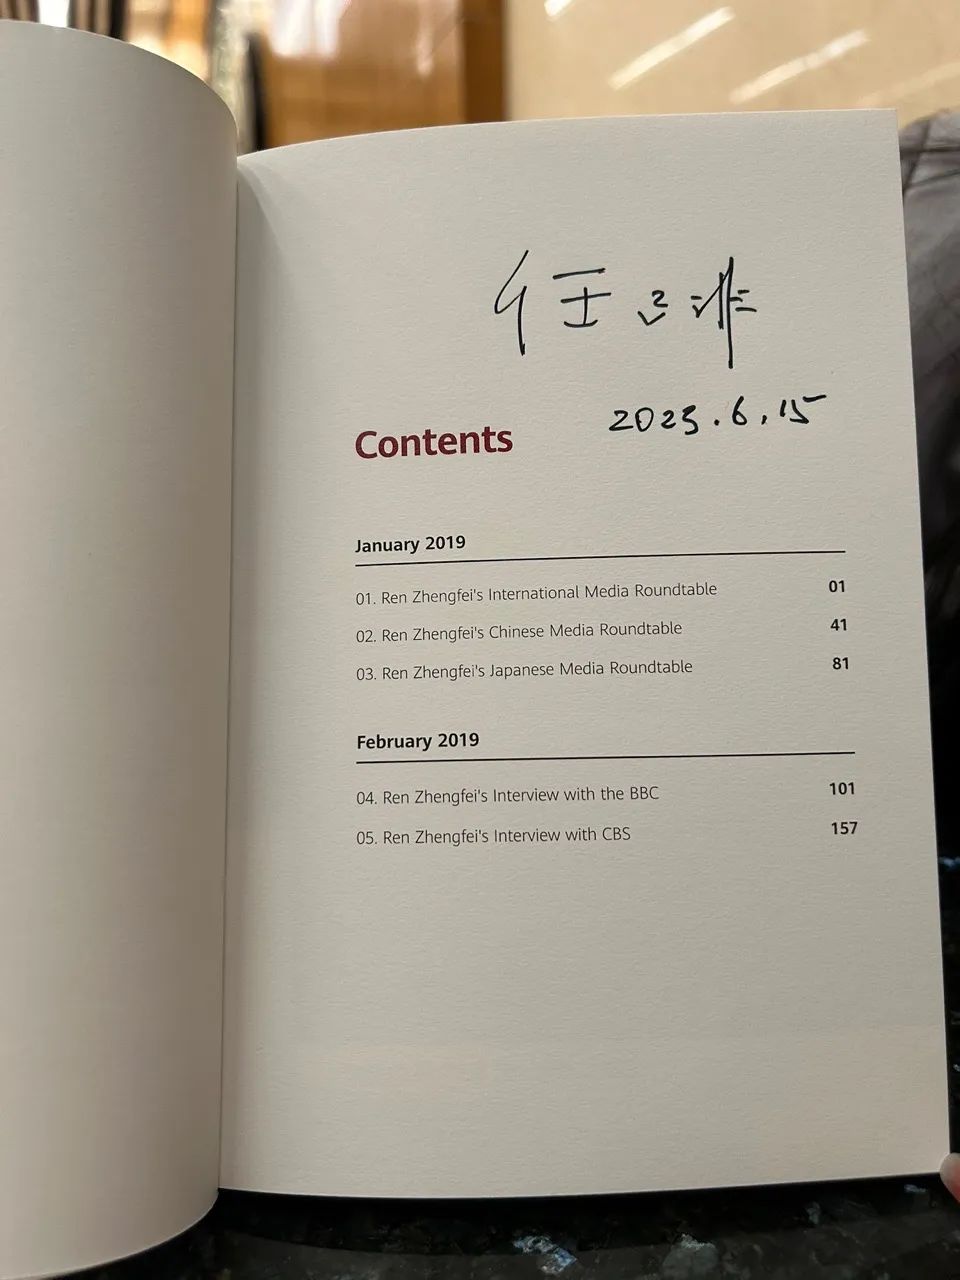 任正非
2023.6.15
Contents
January 2019
01. Ren Zhengfei's International Media Roundtable 01
02. Ren Zhengfei's Chinese Media Roundtable 41
03. Ren Zhengfei's Japanese Media Roundtable 81
February 2019
04. Ren Zhengfei's Interview with the BBC 101
05. Ren Zhengfei's Interview with CBS 157